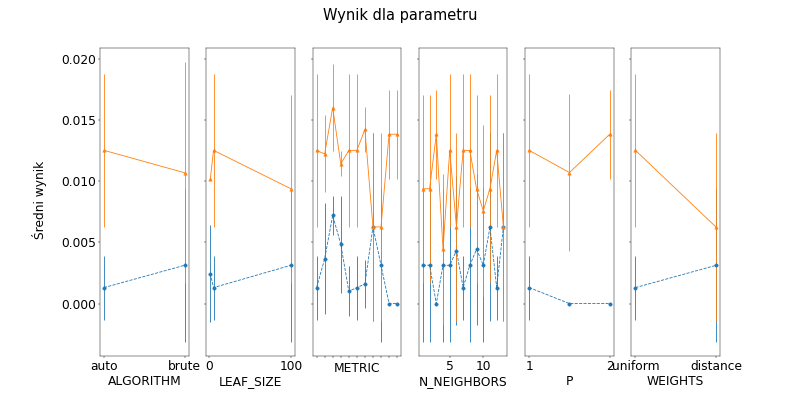 Wynik dla parametru
Średni wynik
0.020
0.015
0.010
0.005
0.000
auto brute
ALGORITHM
0 100
LEAF_SIZE
METRIC
5 10
N_NEIGHBORS
1 2
P
uniform distance
WEIGHTS